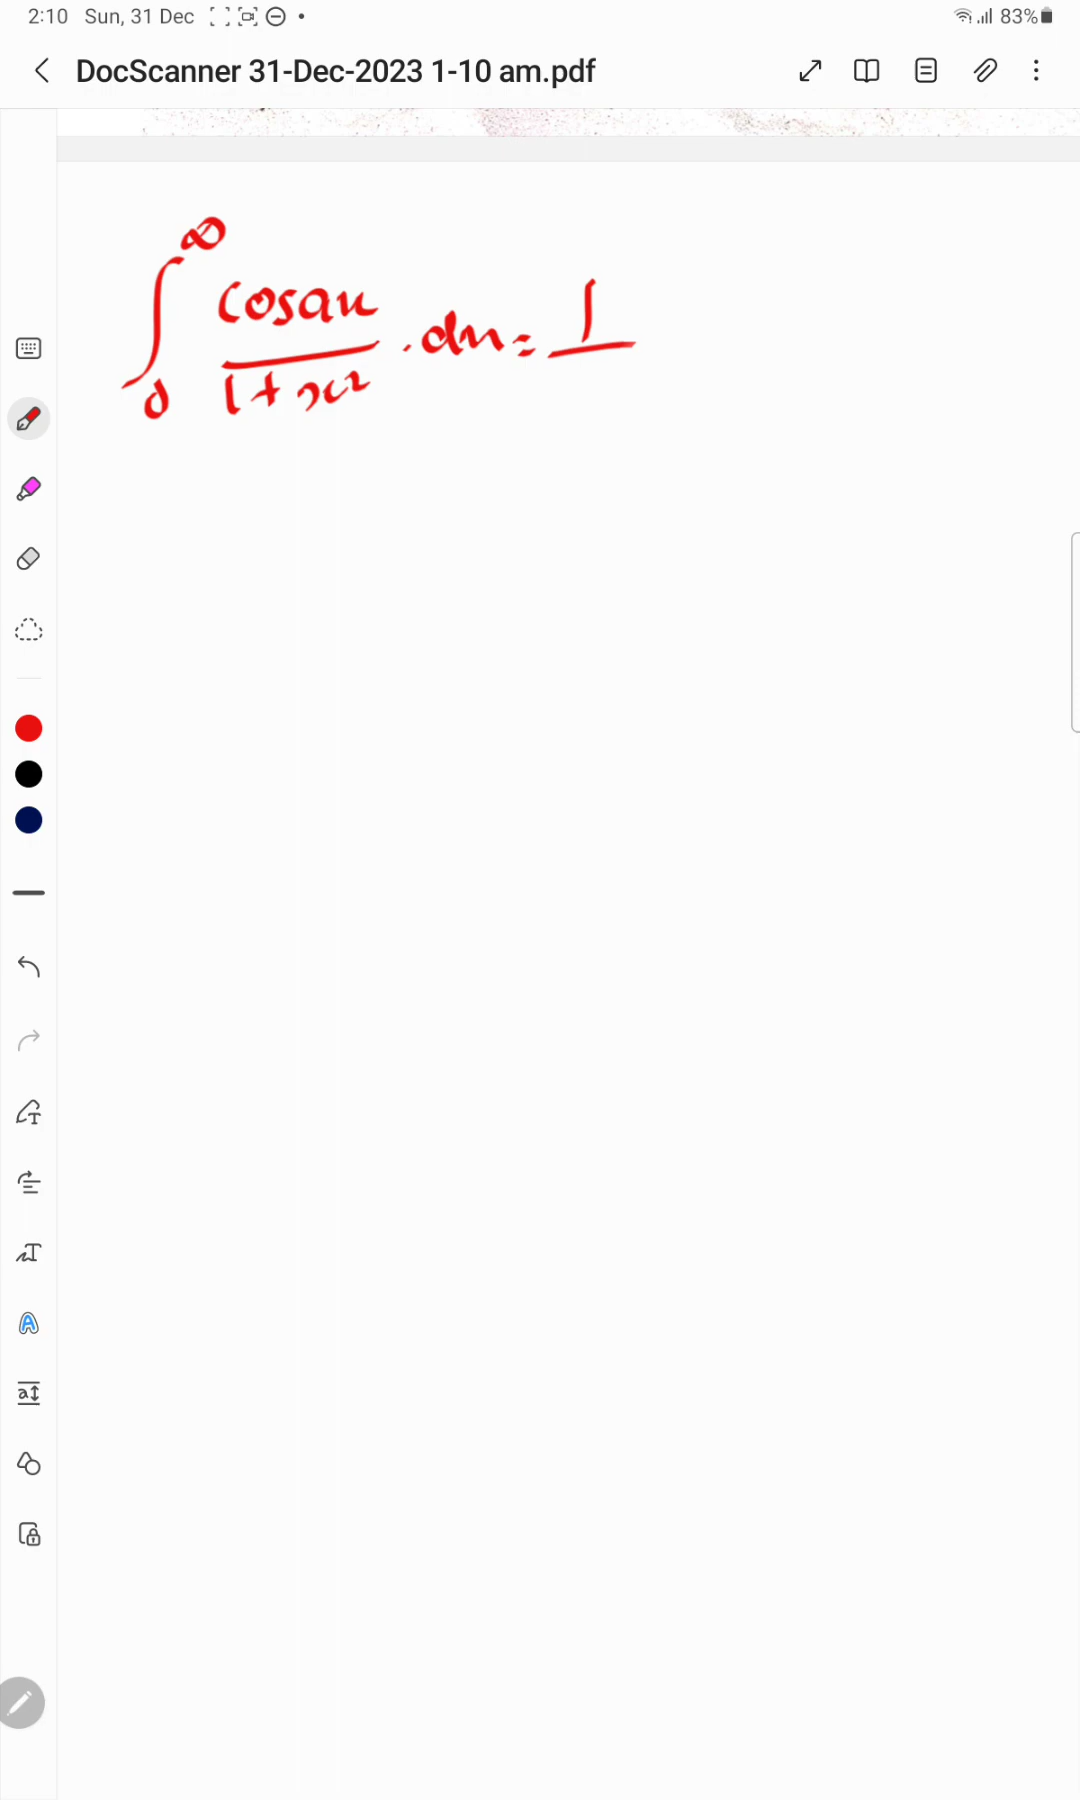 2:10 Sun, 31 Dec 83%
DocScanner 31-Dec-2023 1-10 am.pdf
∫₀^∞ cosax / 1+x² . dx = 1